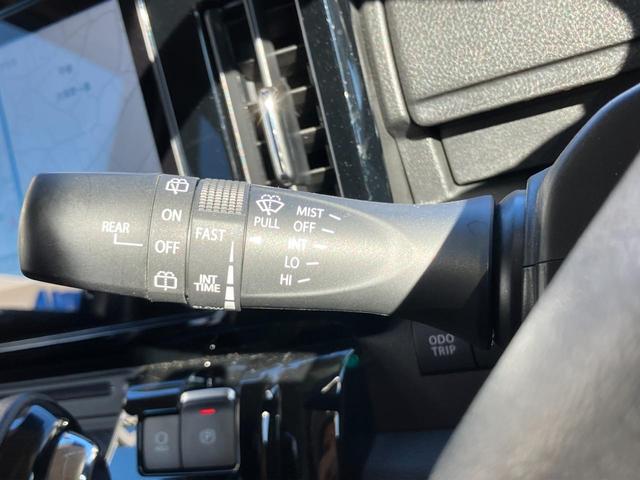 REAR
ON
OFF
FAST
INT
TIME
PULL
MIST
OFF
INT
LO
HI
ODO
TRIP